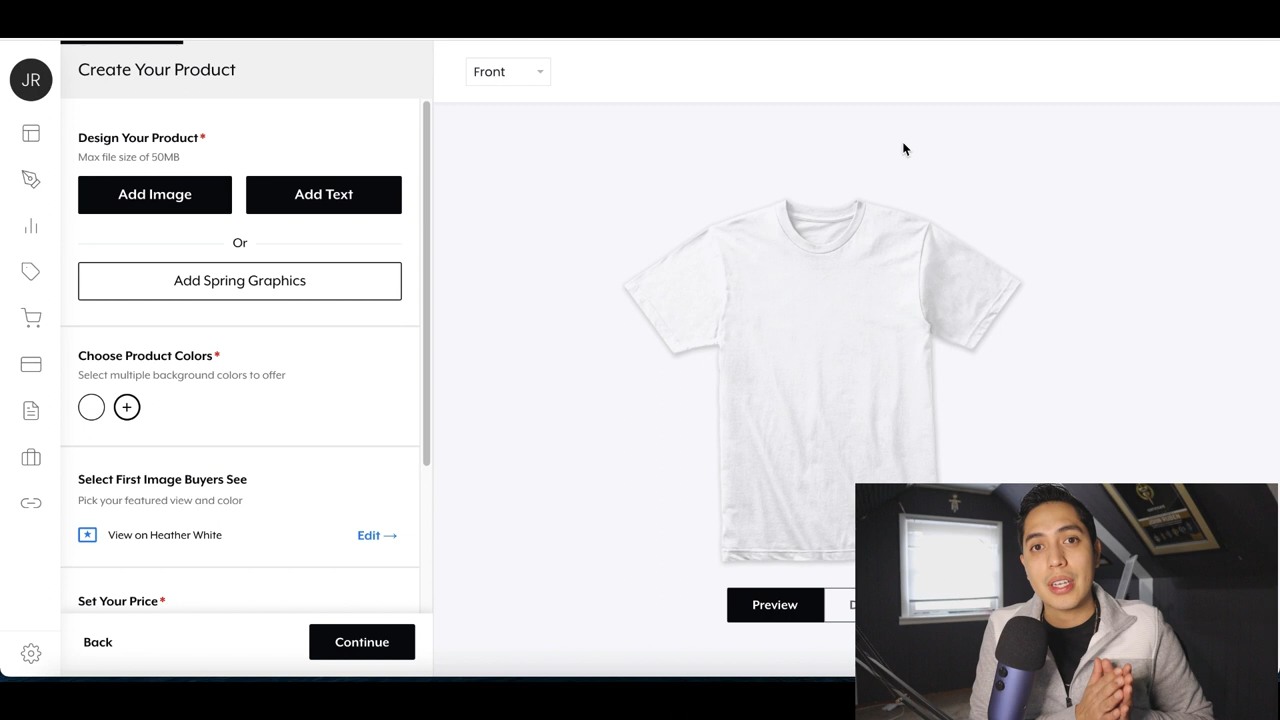 JR
Create Your Product
Design Your Product*
Max file size of 50MB
Add Image
Add Text
Or
Add Spring Graphics
Choose Product Colors*
Select multiple background colors to offer
+
Select First Image Buyers See
Pick your featured view and color
View on Heather White
Edit →
Set Your Price*
Back
Continue
Front
Preview
D